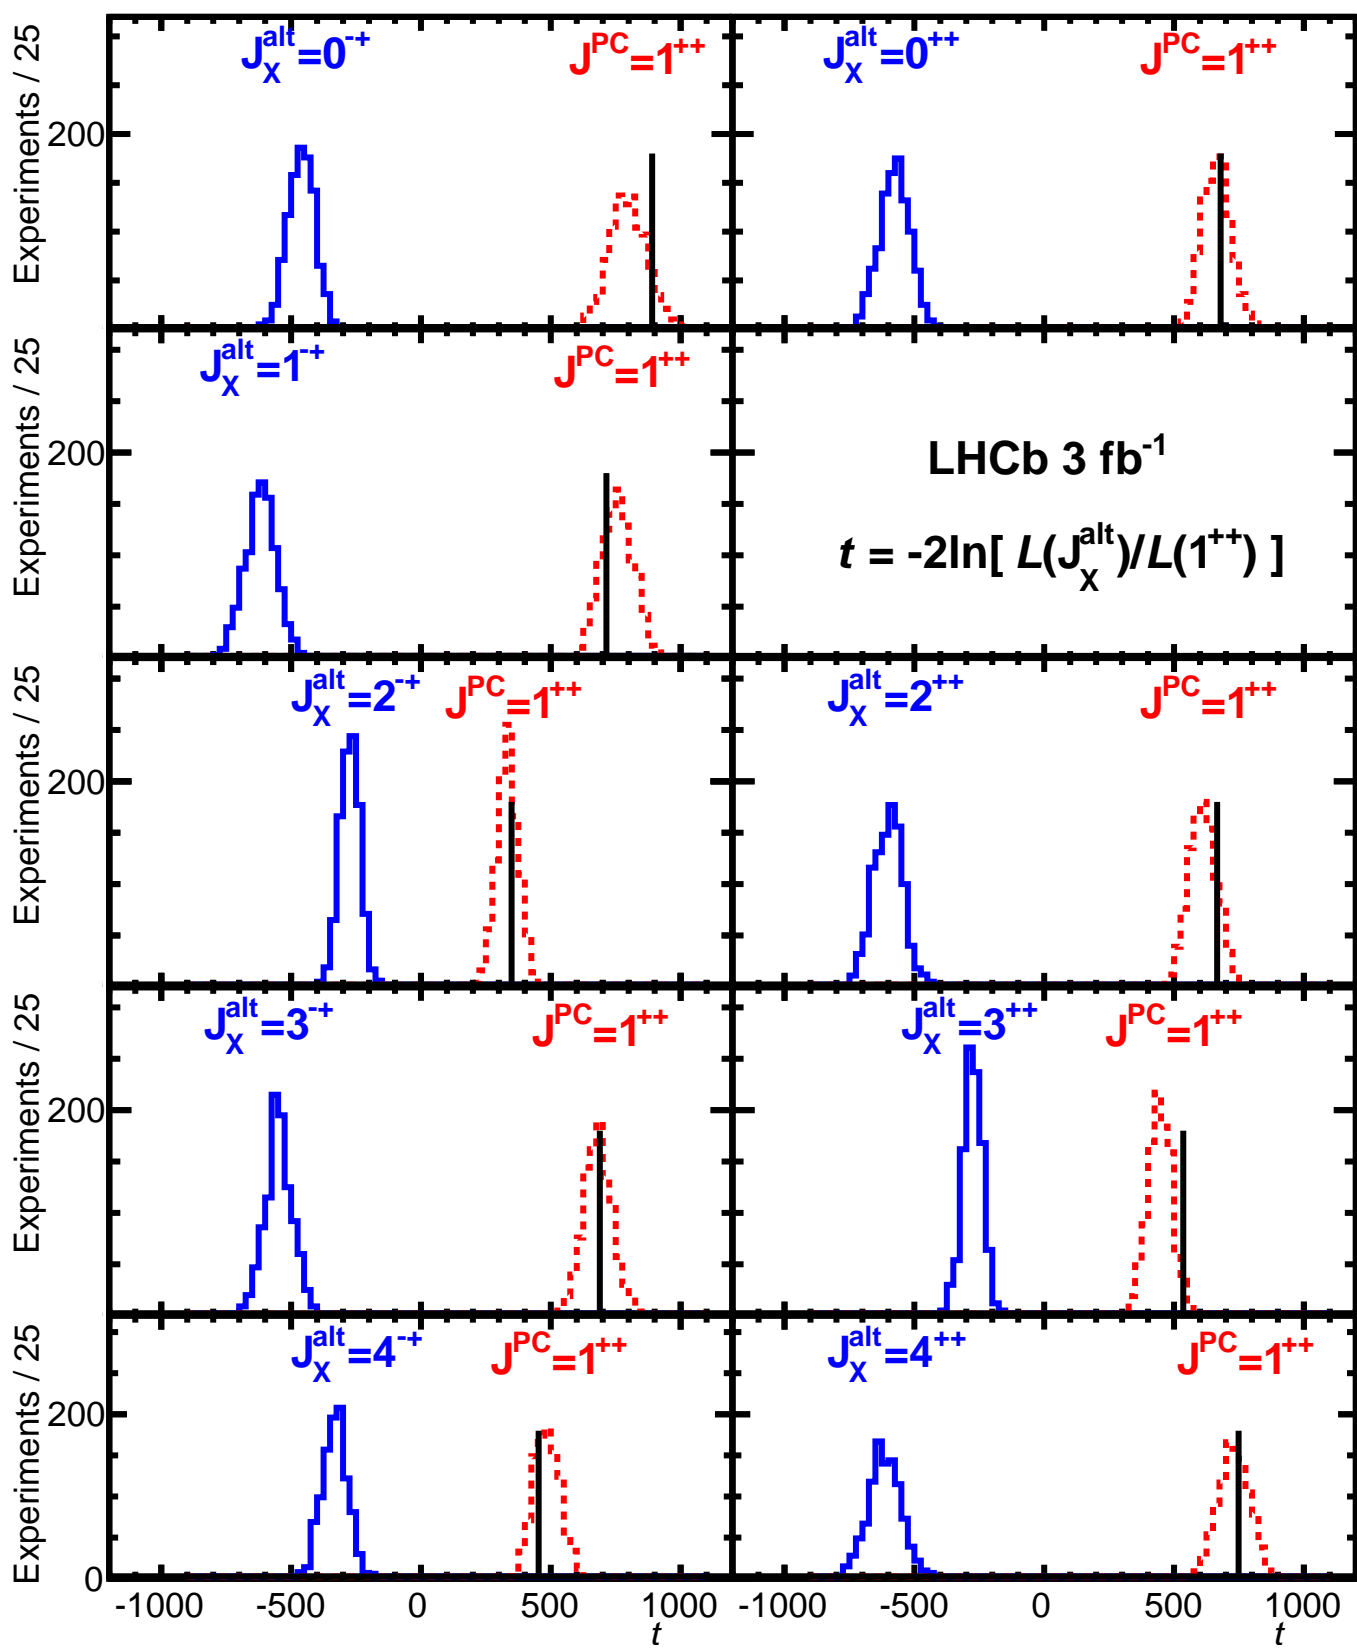 Experiments / 25
200
J_X^alt=0^-+
J^PC=1^++
J_X^alt=0^++
J^PC=1^++
Experiments / 25
200
J_X^alt=1^-+
J^PC=1^++
LHCb 3 fb^-1
t = -2ln[ L(J_X^alt)/L(1^++) ]
Experiments / 25
200
J_X^alt=2^-+
J^PC=1^++
J_X^alt=2^++
J^PC=1^++
Experiments / 25
200
J_X^alt=3^-+
J^PC=1^++
J_X^alt=3^++
J^PC=1^++
Experiments / 25
200
0
J_X^alt=4^-+
J^PC=1^++
J_X^alt=4^++
J^PC=1^++
-1000 -500 0 500 1000
t
-1000 -500 0 500 1000
t